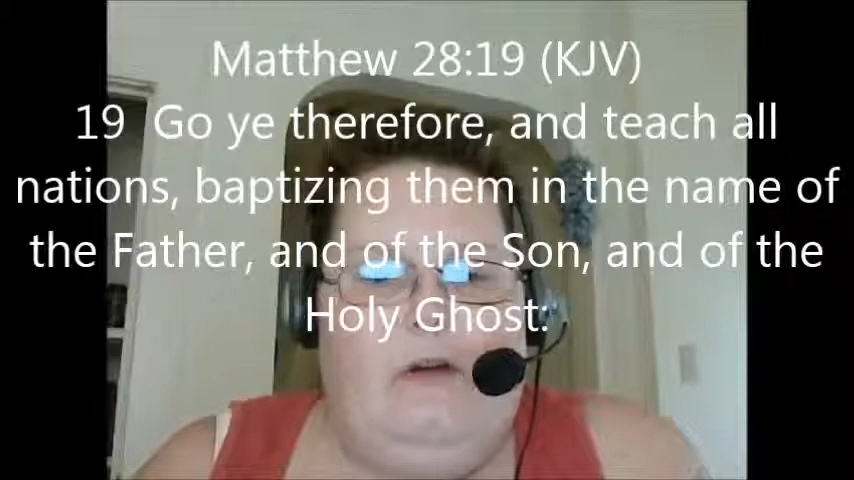 Matthew 28:19 (KJV)
19 Go ye therefore, and teach all
nations, baptizing them in the name of
the Father, and of the Son, and of the
Holy Ghost: